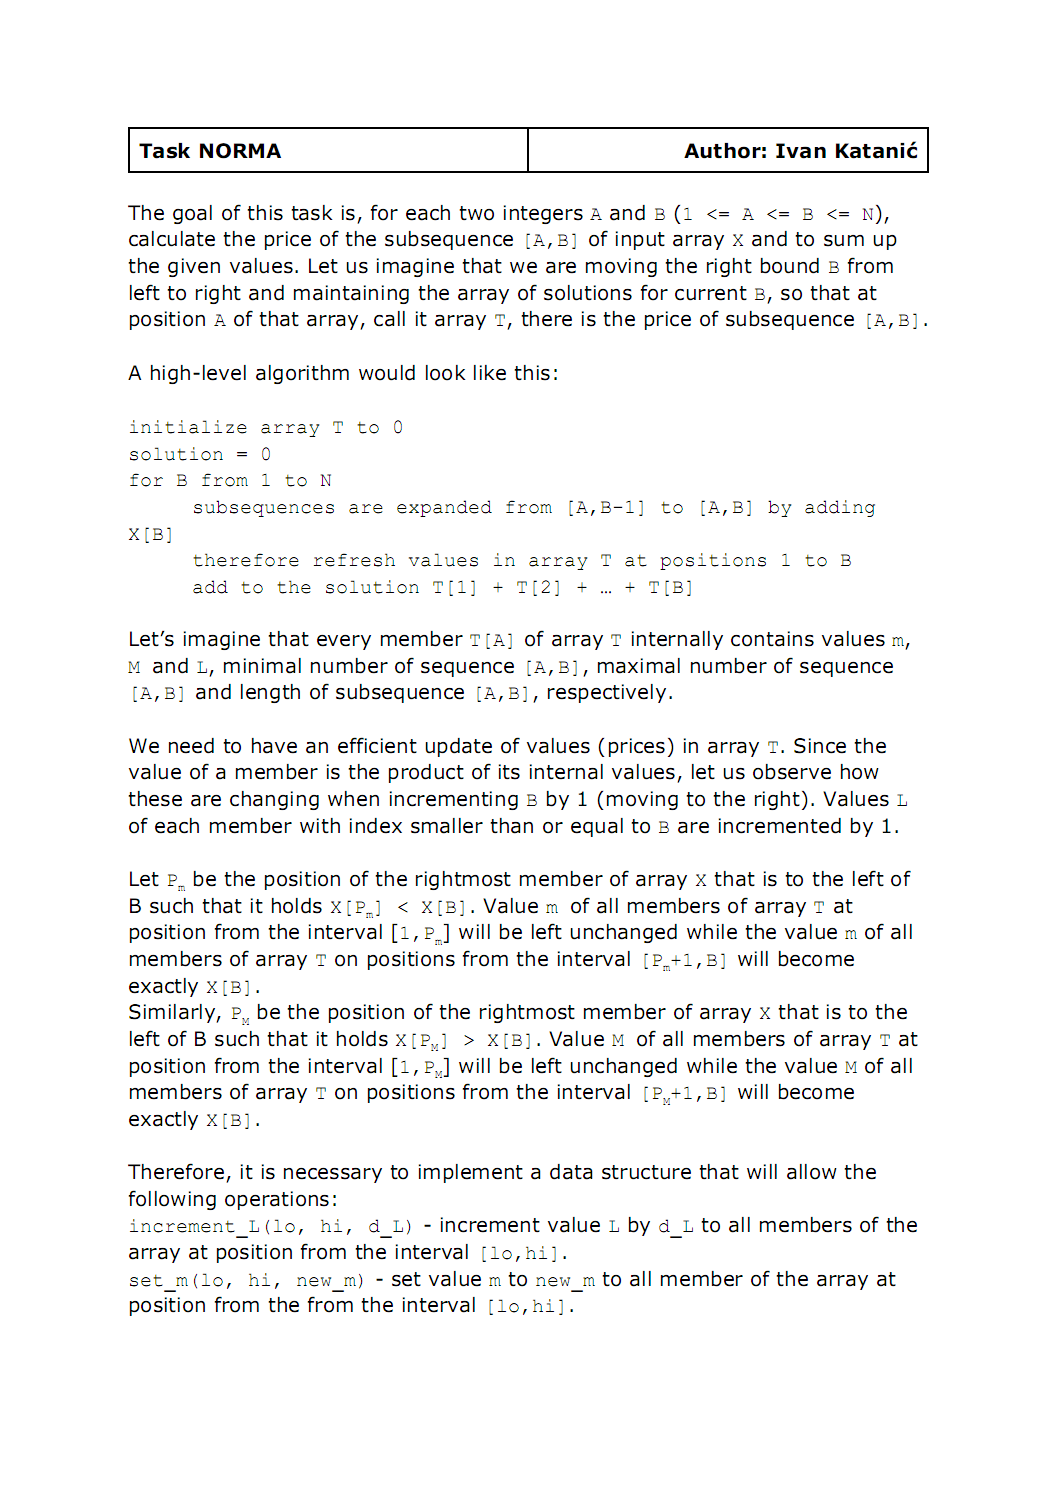 Task NORMA Author: Ivan Katanić
The goal of this task is, for each two integers A and B (1 <= A <= B <= N),
calculate the price of the subsequence [A,B] of input array X and to sum up
the given values. Let us imagine that we are moving the right bound B from
left to right and maintaining the array of solutions for current B, so that at
position A of that array, call it array T, there is the price of subsequence [A,B].
A high-level algorithm would look like this:
initialize array T to 0
solution = 0
for B from 1 to N
subsequences are expanded from [A,B-1] to [A,B] by adding
X[B]
therefore refresh values in array T at positions 1 to B
add to the solution T[1] + T[2] + … + T[B]
Let’s imagine that every member T[A] of array T internally contains values m,
M and L, minimal number of sequence [A,B], maximal number of sequence
[A,B] and length of subsequence [A,B], respectively.
We need to have an efficient update of values (prices) in array T. Since the
value of a member is the product of its internal values, let us observe how
these are changing when incrementing B by 1 (moving to the right). Values L
of each member with index smaller than or equal to B are incremented by 1.
Let P_m be the position of the rightmost member of array X that is to the left of
B such that it holds X[P_m] < X[B]. Value m of all members of array T at
position from the interval [1,P_m] will be left unchanged while the value m of all
members of array T on positions from the interval [P_m+1,B] will become
exactly X[B].
Similarly, P_M be the position of the rightmost member of array X that is to the
left of B such that it holds X[P_M] > X[B]. Value M of all members of array T at
position from the interval [1,P_M] will be left unchanged while the value M of all
members of array T on positions from the interval [P_M+1,B] will become
exactly X[B].
Therefore, it is necessary to implement a data structure that will allow the
following operations:
increment_L(lo, hi, d_L) - increment value L by d_L to all members of the
array at position from the interval [lo,hi].
set_m(lo, hi, new_m) - set value m to new_m to all member of the array at
position from the from the interval [lo,hi].